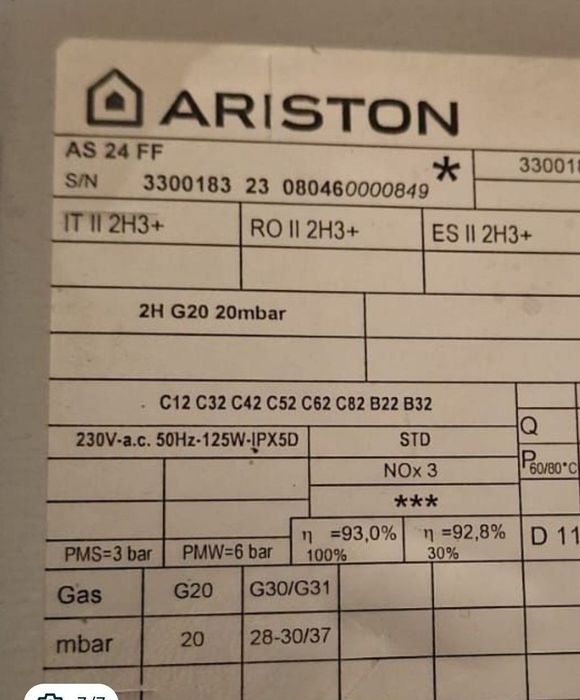 ARISTON
AS 24 FF
S/N 3300183 23 080460000849 *
IT II 2H3+ RO II 2H3+ ES II 2H3+
2H G20 20mbar
C12 C32 C42 C52 C62 C82 B22 B32
230V-a.c. 50Hz-125W-IPX5D STD
Q
NOx 3
P60/80°C
***
η =93,0% η =92,8%
100% 30%
D 11
PMS=3 bar PMW=6 bar
Gas G20 G30/G31
mbar 20 28-30/37